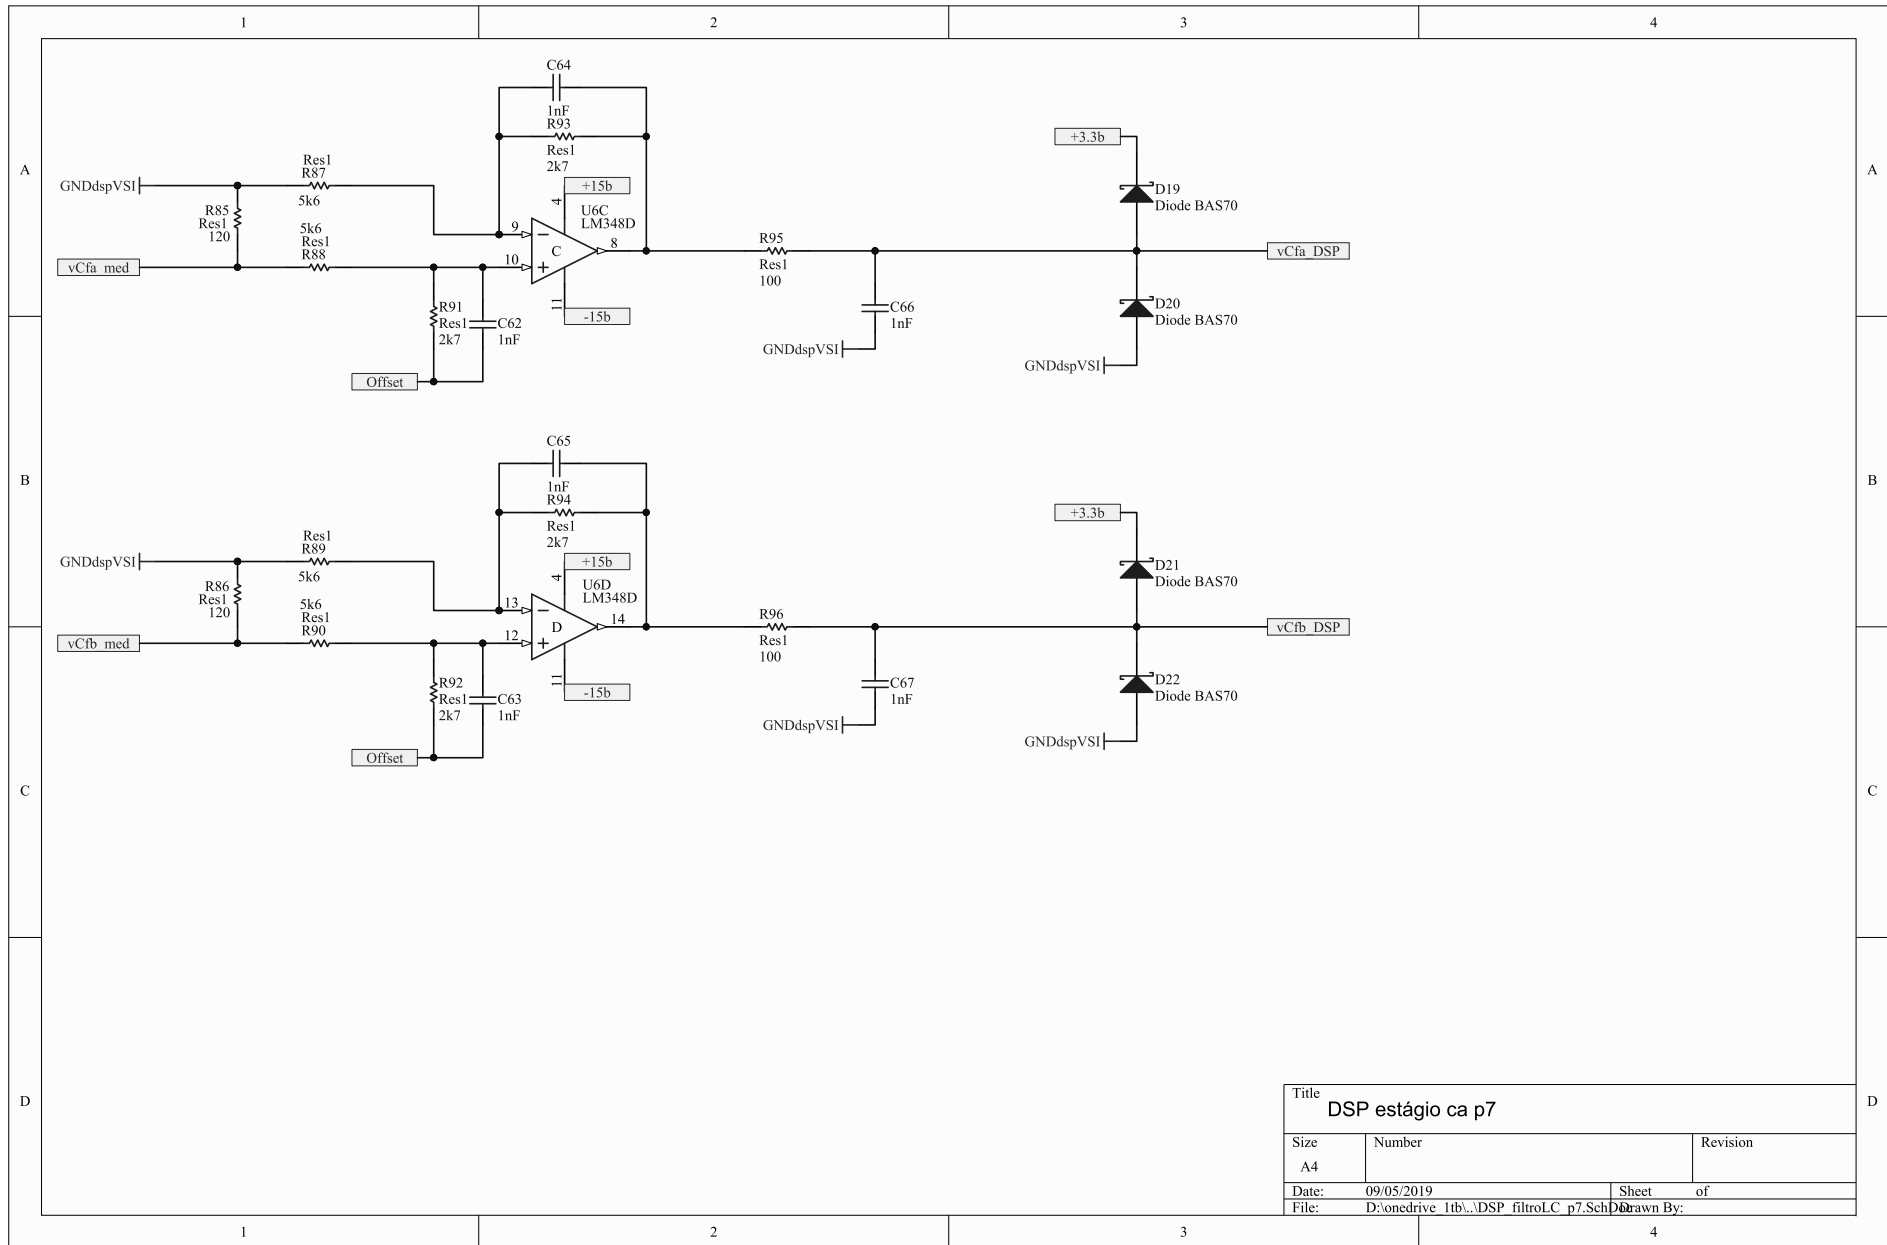 1 2 3 4
A A
B B
C C
D D
C64
1nF
R93
Res1
2k7
Res1
R87
5k6
GNDdspVSI
R85
Res1
120
5k6
Res1
R88
vCfa_med
+15b
4
U6C
LM348D
9
C
8
10
11
-15b
R91
Res1
2k7
C62
1nF
Offset
R95
Res1
100
C66
1nF
GNDdspVSI
+3.3b
D19
Diode BAS70
vCfa_DSP
D20
Diode BAS70
GNDdspVSI
C65
1nF
R94
Res1
2k7
Res1
R89
5k6
GNDdspVSI
R86
Res1
120
5k6
Res1
R90
vCfb_med
+15b
4
U6D
LM348D
13
D
14
12
11
-15b
R92
Res1
2k7
C63
1nF
Offset
R96
Res1
100
C67
1nF
GNDdspVSI
+3.3b
D21
Diode BAS70
vCfb_DSP
D22
Diode BAS70
GNDdspVSI
Title
DSP estágio ca p7
Size Number Revision
A4
Date: 09/05/2019 Sheet of
File: D:\onedrive_1tb\..\DSP_filtroLC_p7.SchDoc Drawn By:
1 2 3 4